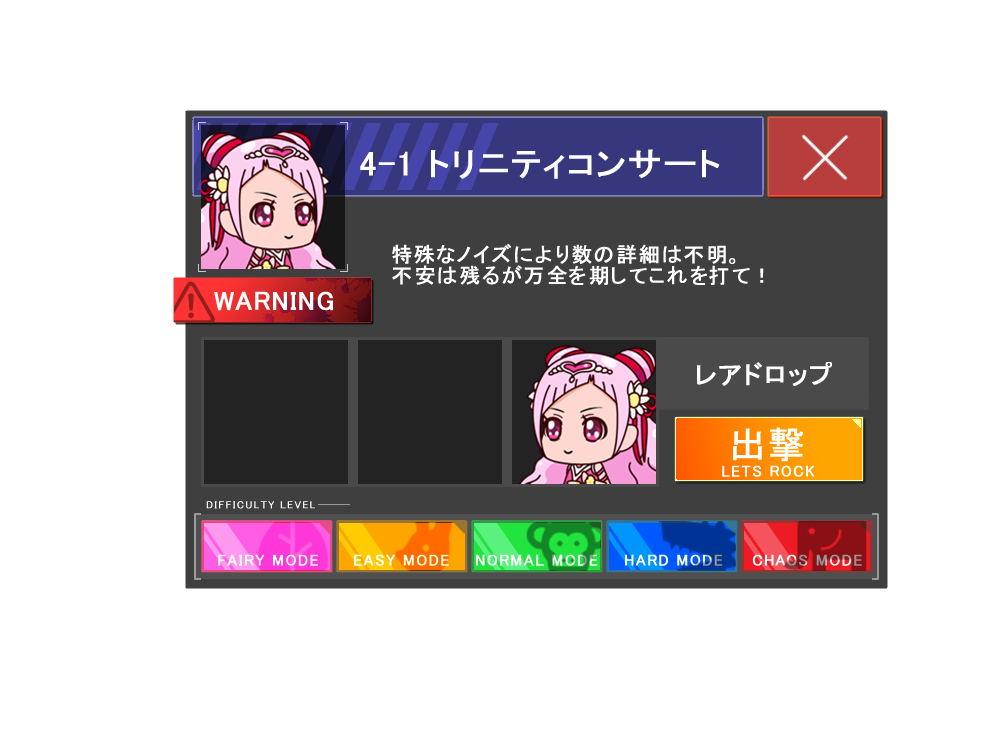 4-1 トリニティコンサート
特殊なノイズにより数の詳細は不明。
不安は残るが万全を期してこれを打て！
WARNING
レアドロップ
出撃
LETS ROCK
DIFFICULTY LEVEL
FAIRY MODE
EASY MODE
NORMAL MODE
HARD MODE
CHAOS MODE